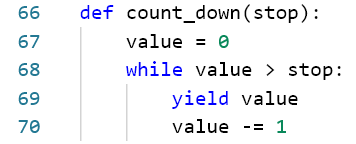 66 def count_down(stop):
67     value = 0
68     while value > stop:
69         yield value
70         value -= 1